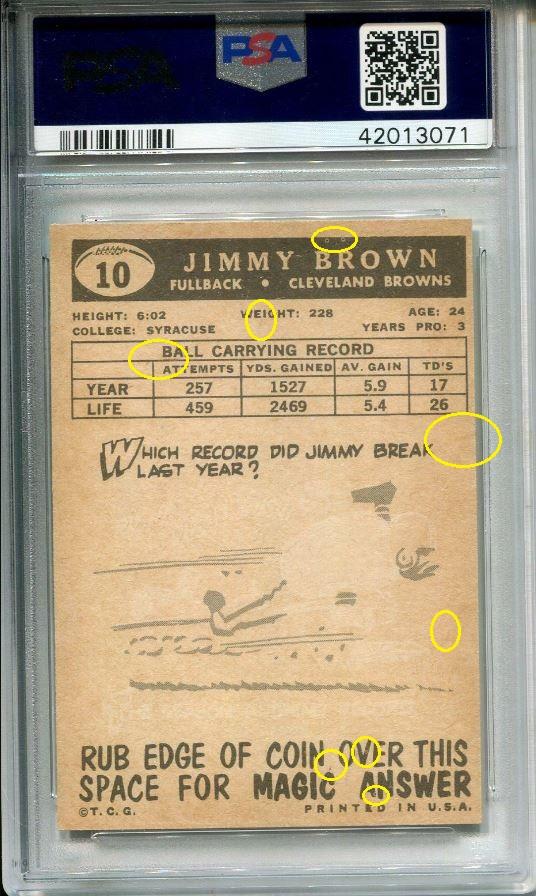 PSA
PSA
42013071
10
JIMMY BROWN
FULLBACK • CLEVELAND BROWNS
HEIGHT: 6:02 WEIGHT: 228 AGE: 24
COLLEGE: SYRACUSE YEARS PRO: 3
BALL CARRYING RECORD
ATTEMPTS YDS. GAINED AV. GAIN TD'S
YEAR 257 1527 5.9 17
LIFE 459 2469 5.4 26
WHICH RECORD DID JIMMY BREAK
LAST YEAR?
RUB EDGE OF COIN OVER THIS
SPACE FOR MAGIC ANSWER
©T.C.G. PRINTED IN U.S.A.